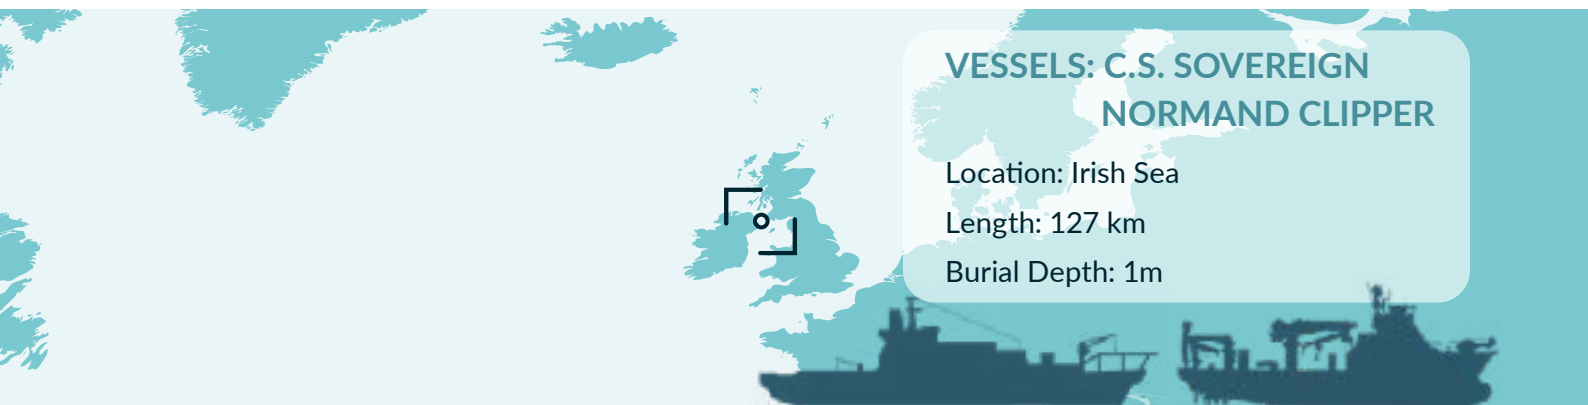 VESSELS: C.S. SOVEREIGN
NORMAND CLIPPER
Location: Irish Sea
Length: 127 km
Burial Depth: 1m